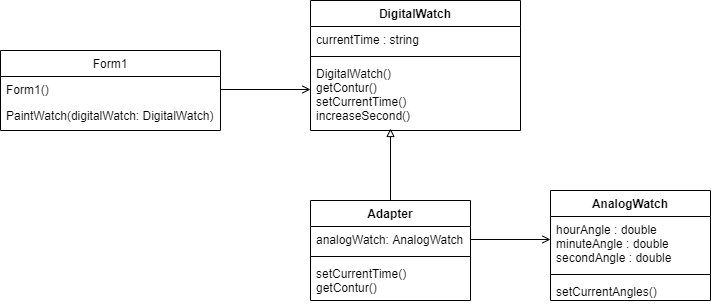 DigitalWatch
currentTime : string
DigitalWatch()
getContur()
setCurrentTime()
increaseSecond()
Form1
Form1()
PaintWatch(digitalWatch: DigitalWatch)
Adapter
analogWatch: AnalogWatch
setCurrentTime()
getContur()
AnalogWatch
hourAngle : double
minuteAngle : double
secondAngle : double
setCurrentAngles()